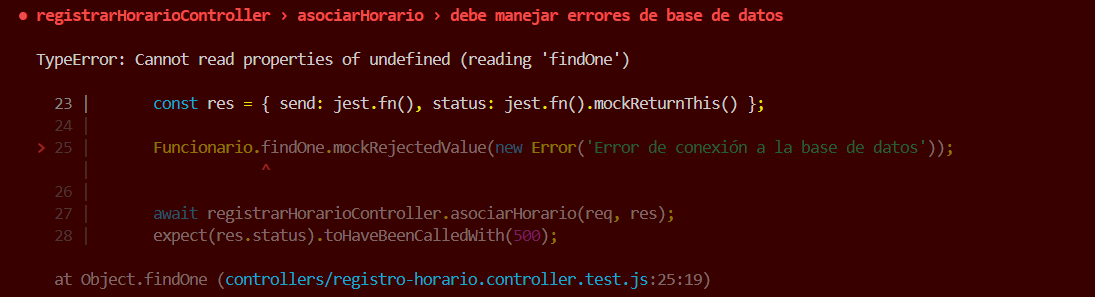 ● registrarHorarioController › asociarHorario › debe manejar errores de base de datos
TypeError: Cannot read properties of undefined (reading 'findOne')
23 |       const res = { send: jest.fn(), status: jest.fn().mockReturnThis() };
24 |
> 25 |       Funcionario.findOne.mockRejectedValue(new Error('Error de conexión a la base de datos'));
|                   ^
26 |
27 |       await registrarHorarioController.asociarHorario(req, res);
28 |       expect(res.status).toHaveBeenCalledWith(500);
at Object.findOne (controllers/registro-horario.controller.test.js:25:19)